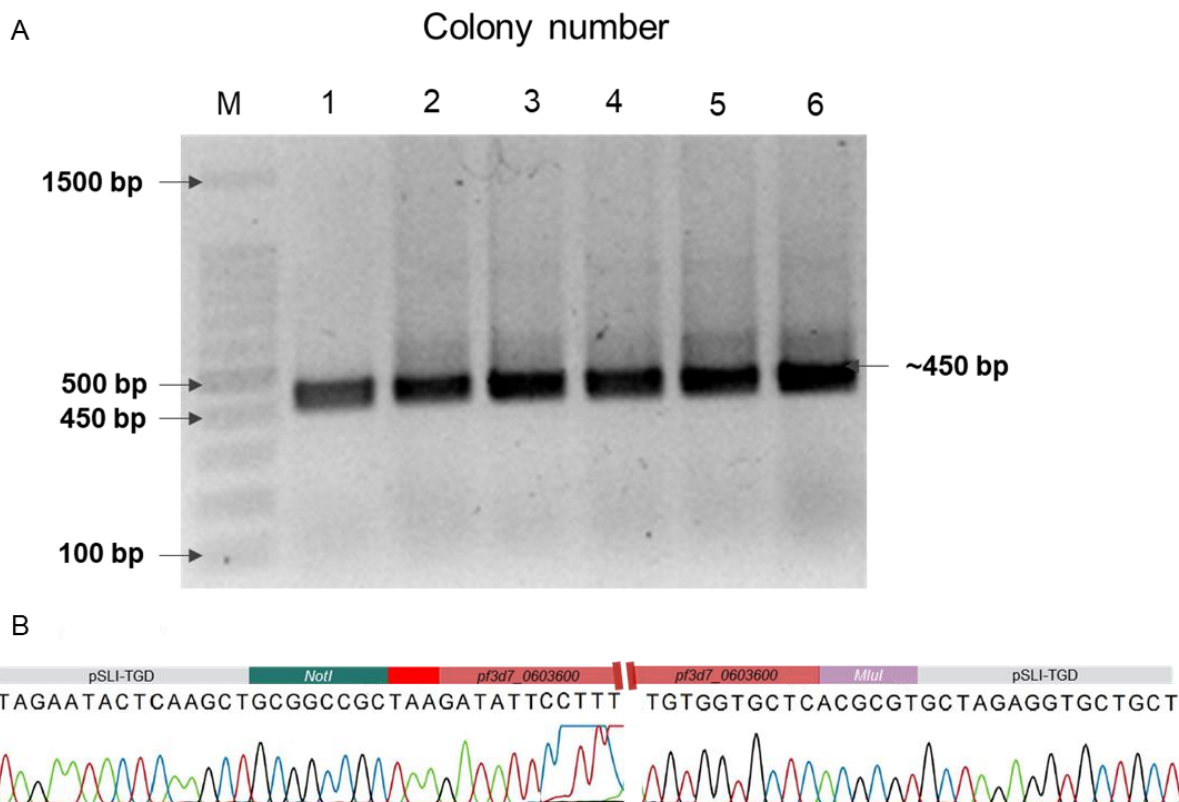 A
Colony number
M 1 2 3 4 5 6
1500 bp
500 bp
450 bp
100 bp
~450 bp
B
pSLI-TGD NotI pf3d7_0603600 pf3d7_0603600 MluI pSLI-TGD
TAGAATACTCAAGCTGCGGCCGCTAAGATATTCCTTT TGTGGTGCTCACGCGTGCTAGAGGTGCTGCT